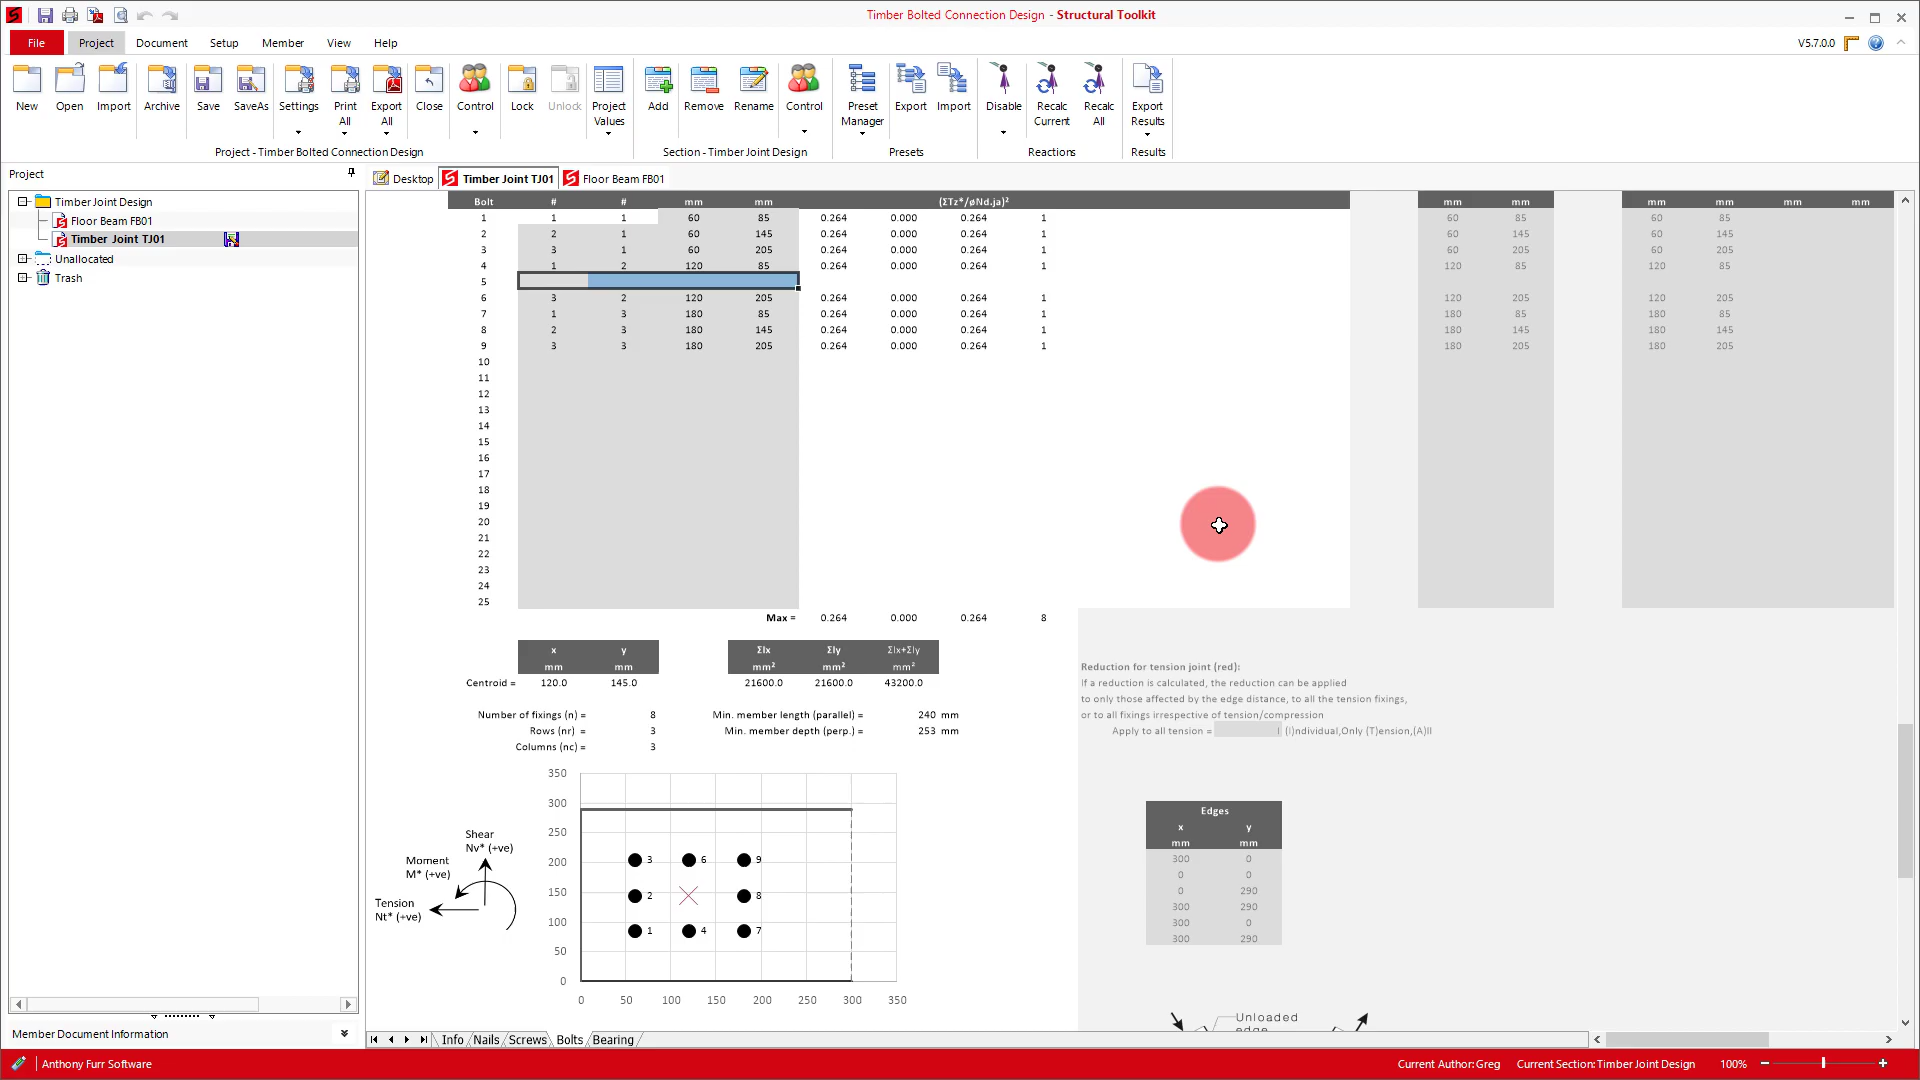 Timber Bolted Connection Design - Structural Toolkit
File Project Document Setup Member View Help V5.7.0.0
New Open Import Archive Save SaveAs Settings Print All Export All Close Control Lock Unlock Project Values Add Remove Rename Control Preset Manager Export Import Disable Recalc Current Recalc All Export Results
Project - Timber Bolted Connection Design Section - Timber Joint Design Presets Reactions Results
Project
Desktop Timber Joint TJ01 Floor Beam FB01
Timber Joint Design
Floor Beam FB01
Timber Joint TJ01
Unallocated
Trash
Bolt # # mm mm (ΣTz*/øNd.ja)² mm mm mm mm mm mm
1 1 1 60 85 0.264 0.000 0.264 1 60 85 60 85
2 2 1 60 145 0.264 0.000 0.264 1 60 145 60 145
3 3 1 60 205 0.264 0.000 0.264 1 60 205 60 205
4 1 2 120 85 0.264 0.000 0.264 1 120 85 120 85
5
6 3 2 120 205 0.264 0.000 0.264 1 120 205 120 205
7 1 3 180 85 0.264 0.000 0.264 1 180 85 180 85
8 2 3 180 145 0.264 0.000 0.264 1 180 145 180 145
9 3 3 180 205 0.264 0.000 0.264 1 180 205 180 205
10
11
12
13
14
15
16
17
18
19
20
21
22
23
24
25
Max = 0.264 0.000 0.264 8
x y ΣIx ΣIy ΣIx+ΣIy
mm mm mm² mm² mm²
Centroid = 120.0 145.0 21600.0 21600.0 43200.0
Number of fixings (n) = 8 Min. member length (parallel) = 240 mm
Rows (nr) = 3 Min. member depth (perp.) = 253 mm
Columns (nc) = 3
Reduction for tension joint (red):
If a reduction is calculated, the reduction can be applied
to only those affected by the edge distance, to all the tension fixings,
or to all fixings irrespective of tension/compression
Apply to all tension = I (I)ndividual,Only (T)ension,(A)ll
350
300
250
200
150
100
50
0
0 50 100 150 200 250 300 350
3 6 9
2 8
1 4 7
Shear
Nv* (+ve)
Moment
M* (+ve)
Tension
Nt* (+ve)
Edges
x y
mm mm
300 0
0 0
0 290
300 290
300 0
300 290
Unloaded
edge
Info Nails Screws Bolts Bearing
Member Document Information
Anthony Furr Software Current Author: Greg Current Section: Timber Joint Design 100%